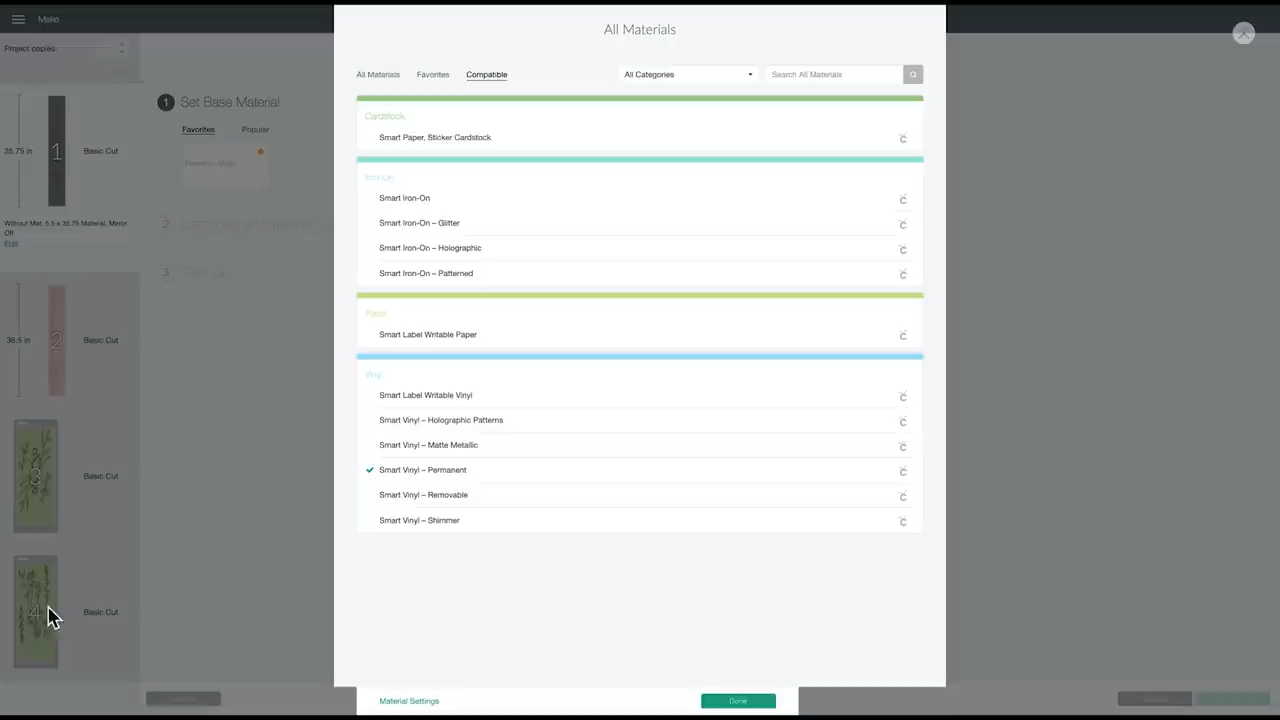 Make
Project copies:
35.75 in
1
Basic Cut
Without Mat, 5.5 x 35.75 Material, Mirror Off
Edit
36.5 in
2
Basic Cut
3
Basic Cut
4
Basic Cut
1 Set Base Material
Favorites Popular
2
3
All Materials
All Materials Favorites Compatible
All Categories
Search All Materials
Cardstock
Smart Paper, Sticker Cardstock
Iron-On
Smart Iron-On
Smart Iron-On – Glitter
Smart Iron-On – Holographic
Smart Iron-On – Patterned
Paper
Smart Label Writable Paper
Vinyl
Smart Label Writable Vinyl
Smart Vinyl – Holographic Patterns
Smart Vinyl – Matte Metallic
Smart Vinyl – Permanent
Smart Vinyl – Removable
Smart Vinyl – Shimmer
Material Settings
Done